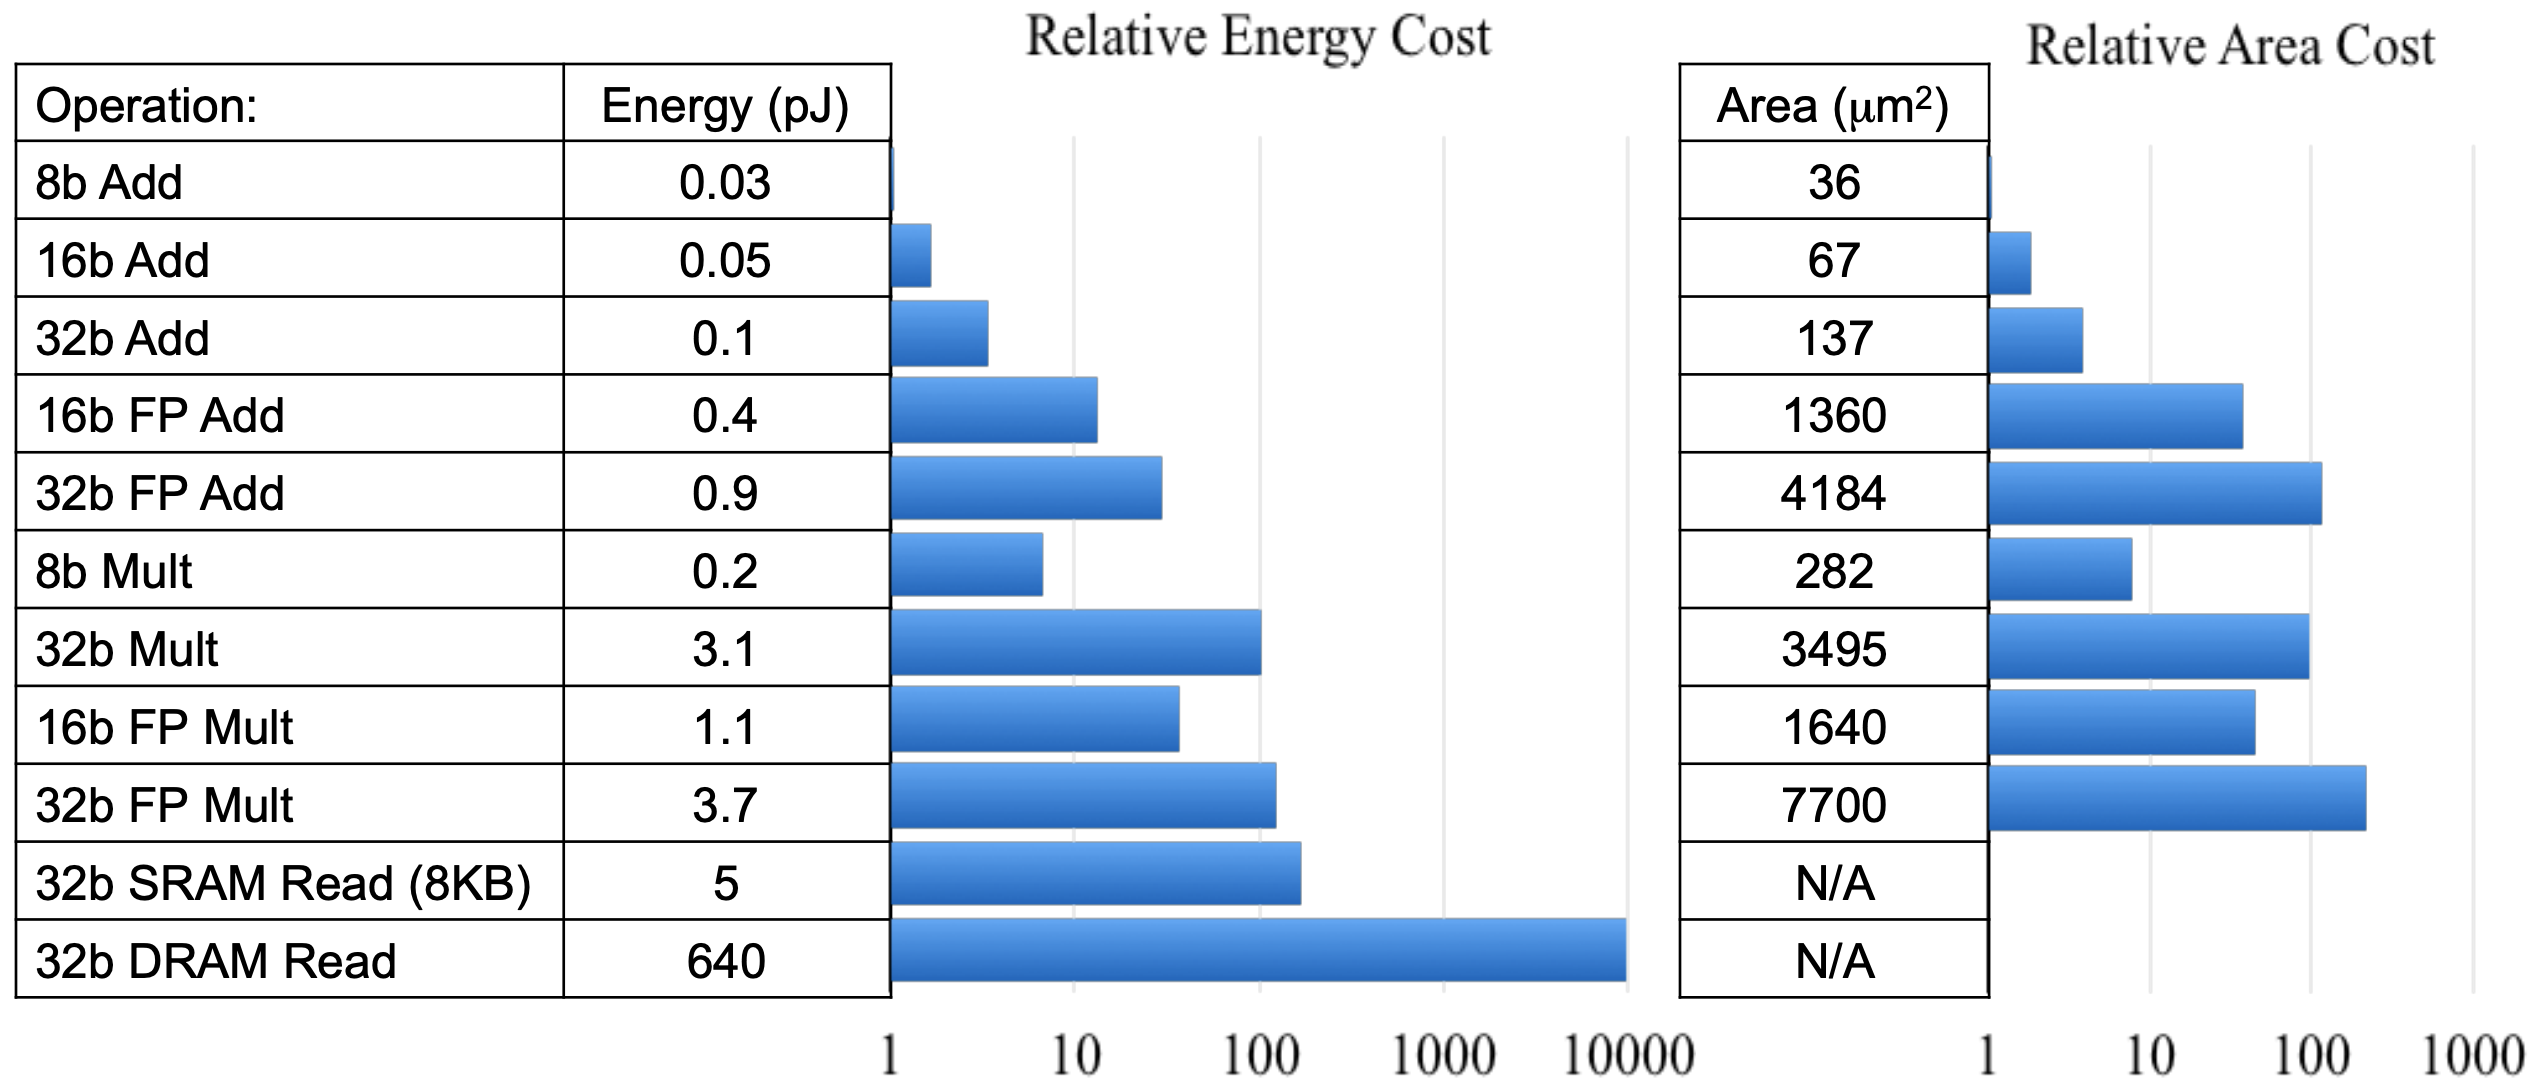 Relative Energy Cost
Relative Area Cost
Operation: Energy (pJ) Area (μm²)
8b Add 0.03 36
16b Add 0.05 67
32b Add 0.1 137
16b FP Add 0.4 1360
32b FP Add 0.9 4184
8b Mult 0.2 282
32b Mult 3.1 3495
16b FP Mult 1.1 1640
32b FP Mult 3.7 7700
32b SRAM Read (8KB) 5 N/A
32b DRAM Read 640 N/A
1 10 100 1000 10000
1 10 100 1000